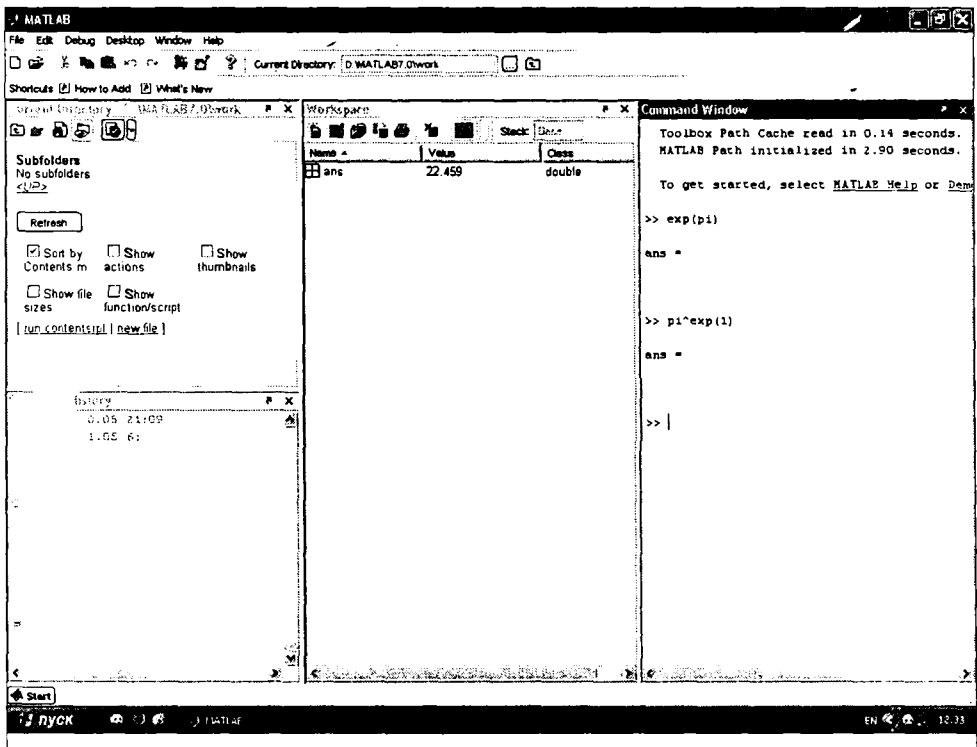 MATLAB
File Edit Debug Desktop Window Help
Current Directory: D:\MATLAB7.0\work
Shortcuts How to Add What's New
Subfolders
No subfolders
<UP>
Refresh
Sort by Show Show
Contents m actions thumbnails
Show file Show
sizes function/script
[ run contentsrpt | new file ]
21:09
Workspace
Stack: Base
Name Value Class
ans 22.459 double
Command Window
Toolbox Path Cache read in 0.14 seconds.
MATLAB Path initialized in 2.90 seconds.
To get started, select MATLAB Help or Dem
>> exp(pi)
ans =
>> pi^exp(1)
ans =
>>
Start
пуск MATLAB EN 12:33